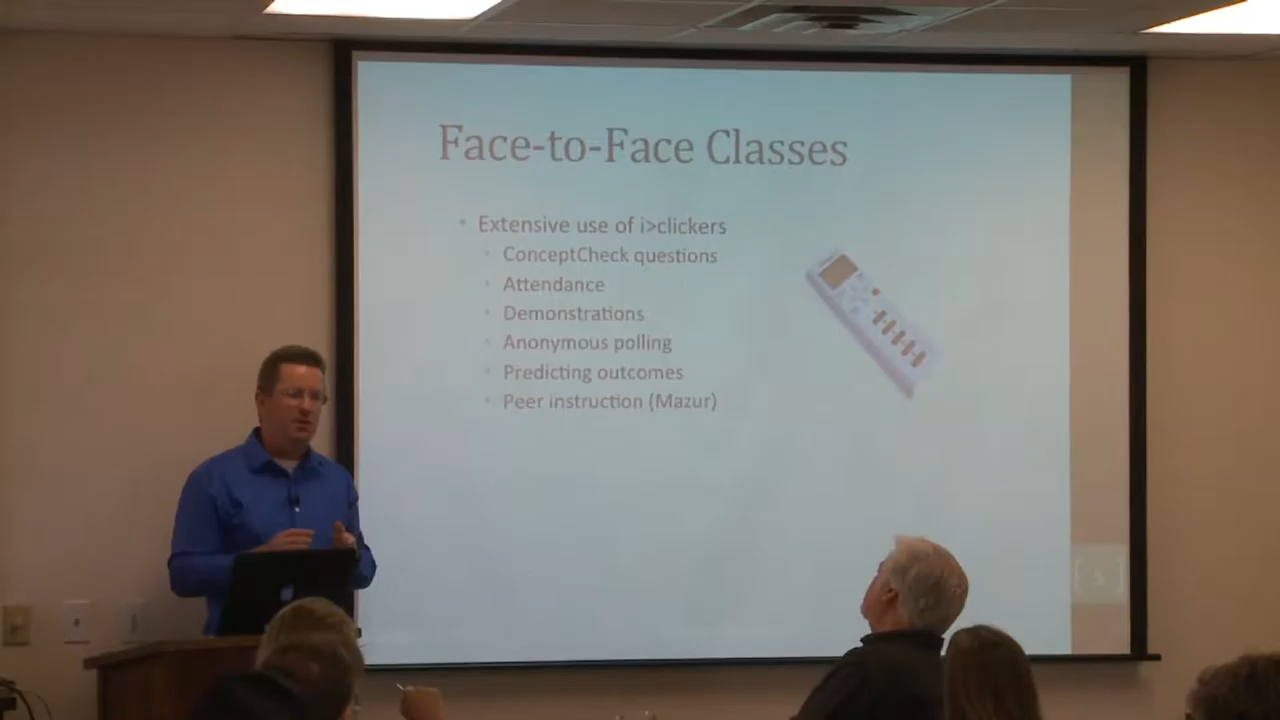 Face-to-Face Classes
• Extensive use of i>clickers
• ConceptCheck questions
• Attendance
• Demonstrations
• Anonymous polling
• Predicting outcomes
• Peer instruction (Mazur)